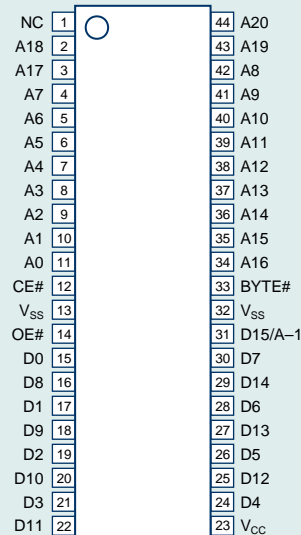 NC 1 44 A20
A18 2 43 A19
A17 3 42 A8
A7 4 41 A9
A6 5 40 A10
A5 6 39 A11
A4 7 38 A12
A3 8 37 A13
A2 9 36 A14
A1 10 35 A15
A0 11 34 A16
CE# 12 33 BYTE#
VSS 13 32 VSS
OE# 14 31 D15/A–1
D0 15 30 D7
D8 16 29 D14
D1 17 28 D6
D9 18 27 D13
D2 19 26 D5
D10 20 25 D12
D3 21 24 D4
D11 22 23 VCC